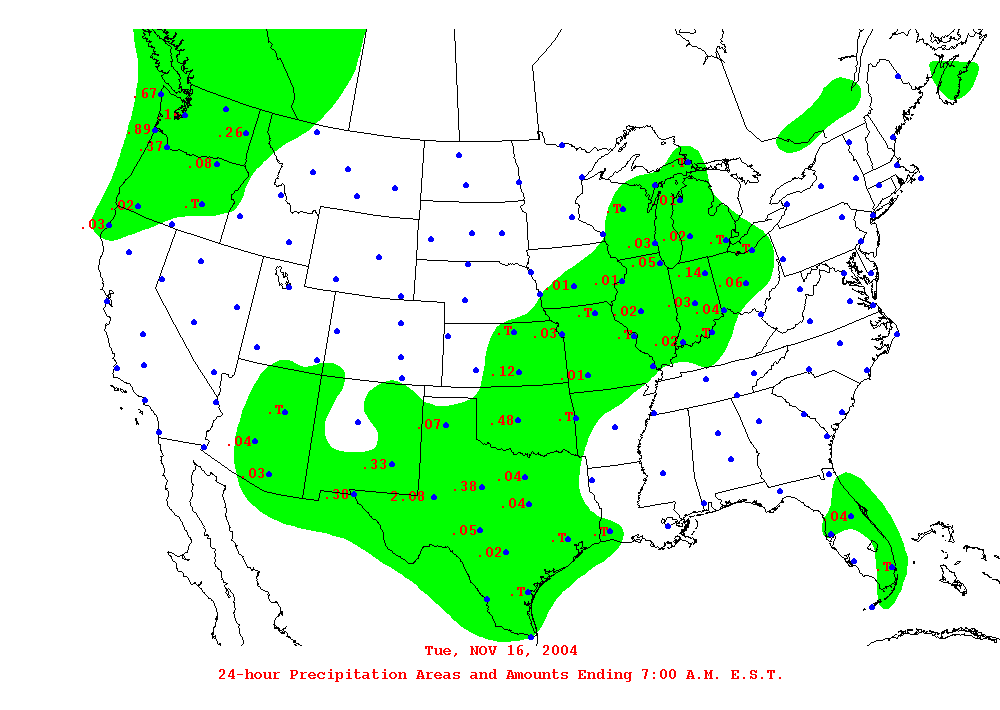 .67
.89
.26
.37
.08
.T
.02
.T
.01
.T
.03
.02
.03
.T
.T
.05
.14
.01
.01
.06
.03
.T
.02
.04
.T
.03
.T
.T
.02
.12
.01
.T
.07
.48
.T
.04
.33
.03
.04
.38
.30
2.08
.04
.04
.05
.T
.T
.02
.T
.T
Tue, NOV 16, 2004
24-hour Precipitation Areas and Amounts Ending 7:00 A.M. E.S.T.